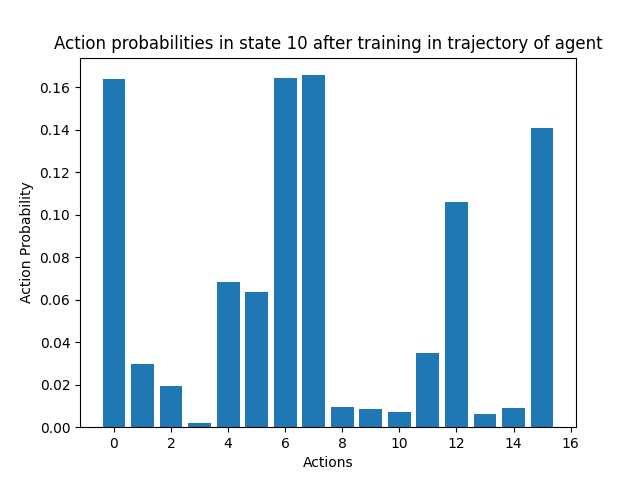 Action probabilities in state 10 after training in trajectory of agent
0.16
0.14
0.12
0.10
0.08
0.06
0.04
0.02
0.00
Action Probability
0 2 4 6 8 10 12 14 16
Actions